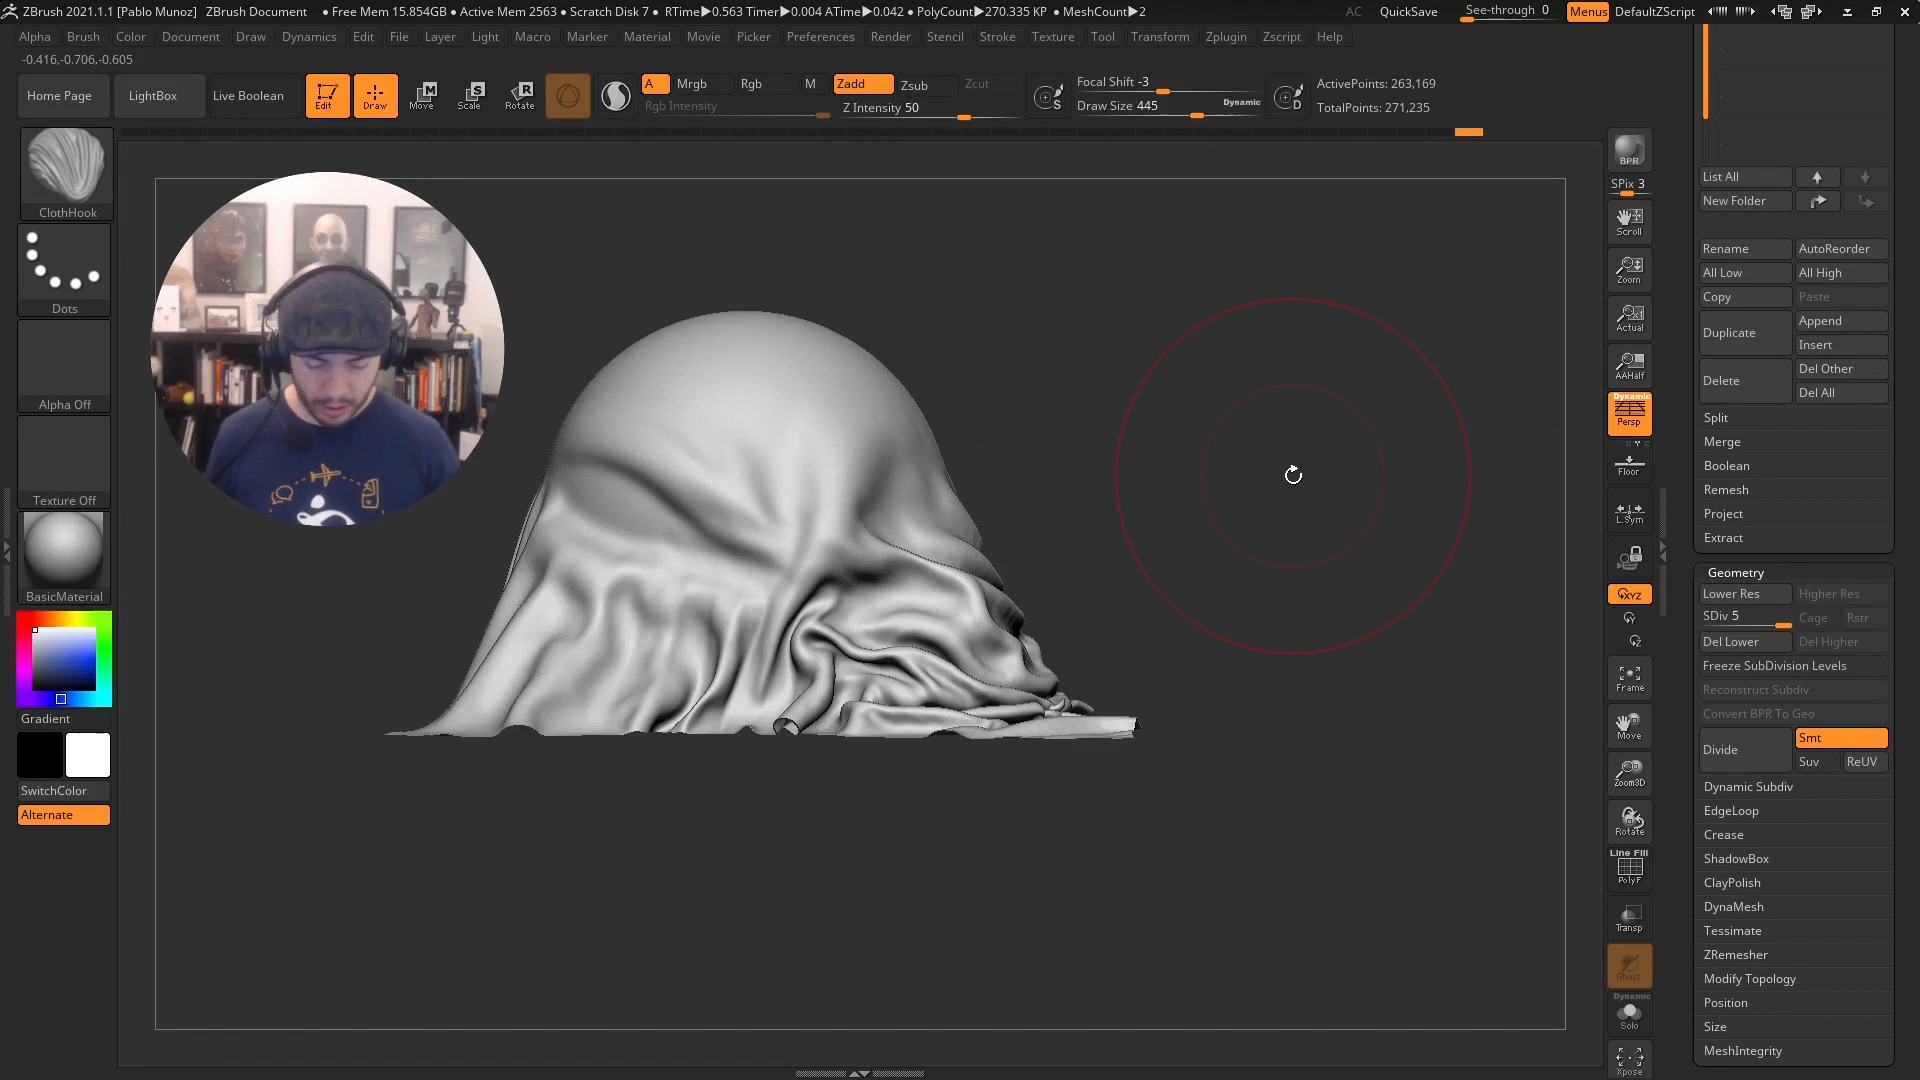 ZBrush 2021.1.1 [Pablo Munoz] ZBrush Document • Free Mem 15.854GB • Active Mem 2563 • Scratch Disk 7 • RTime▶0.563 Timer▶0.004 ATime▶0.042 • PolyCount▶270.335 KP • MeshCount▶2 AC QuickSave See-through 0 Menus DefaultZScript
Alpha Brush Color Document Draw Dynamics Edit File Layer Light Macro Marker Material Movie Picker Preferences Render Stencil Stroke Texture Tool Transform Zplugin Zscript Help
-0.416,-0.706,-0.605
Home Page LightBox Live Boolean Edit Draw Move Scale Rotate
A Mrgb Rgb M Zadd Zsub Zcut
Rgb Intensity Z Intensity 50
S Focal Shift -3
Draw Size 445 Dynamic D
ActivePoints: 263,169
TotalPoints: 271,235
ClothHook
Dots
Alpha Off
Texture Off
BasicMaterial
Gradient
SwitchColor
Alternate
BPR
SPix 3
Scroll
Zoom
Actual
AAHalf
Dynamic
Persp
Floor
L.Sym
XYZ
Y
Z
Frame
Move
Zoom3D
Rotate
Line Fill
PolyF
Transp
Ghost
Dynamic
Solo
Xpose
List All
New Folder
Rename AutoReorder
All Low All High
Copy Paste
Duplicate Append
Insert
Delete Del Other
Del All
Split
Merge
Boolean
Remesh
Project
Extract
Geometry
Lower Res Higher Res
SDiv 5 Cage Rstr
Del Lower Del Higher
Freeze SubDivision Levels
Reconstruct Subdiv
Convert BPR To Geo
Divide Smt
Suv ReUV
Dynamic Subdiv
EdgeLoop
Crease
ShadowBox
ClayPolish
DynaMesh
Tessimate
ZRemesher
Modify Topology
Position
Size
MeshIntegrity